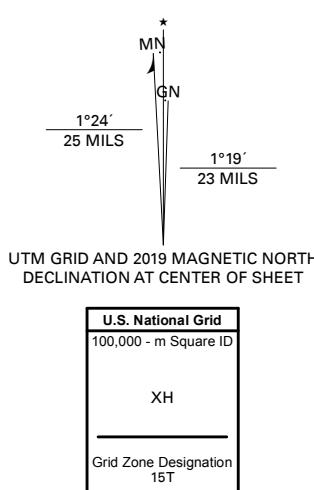 ★
MN
GN
1°24´
25 MILS
1°19´
23 MILS
UTM GRID AND 2019 MAGNETIC NORTH
DECLINATION AT CENTER OF SHEET
U.S. National Grid
100,000 - m Square ID
XH
Grid Zone Designation
15T